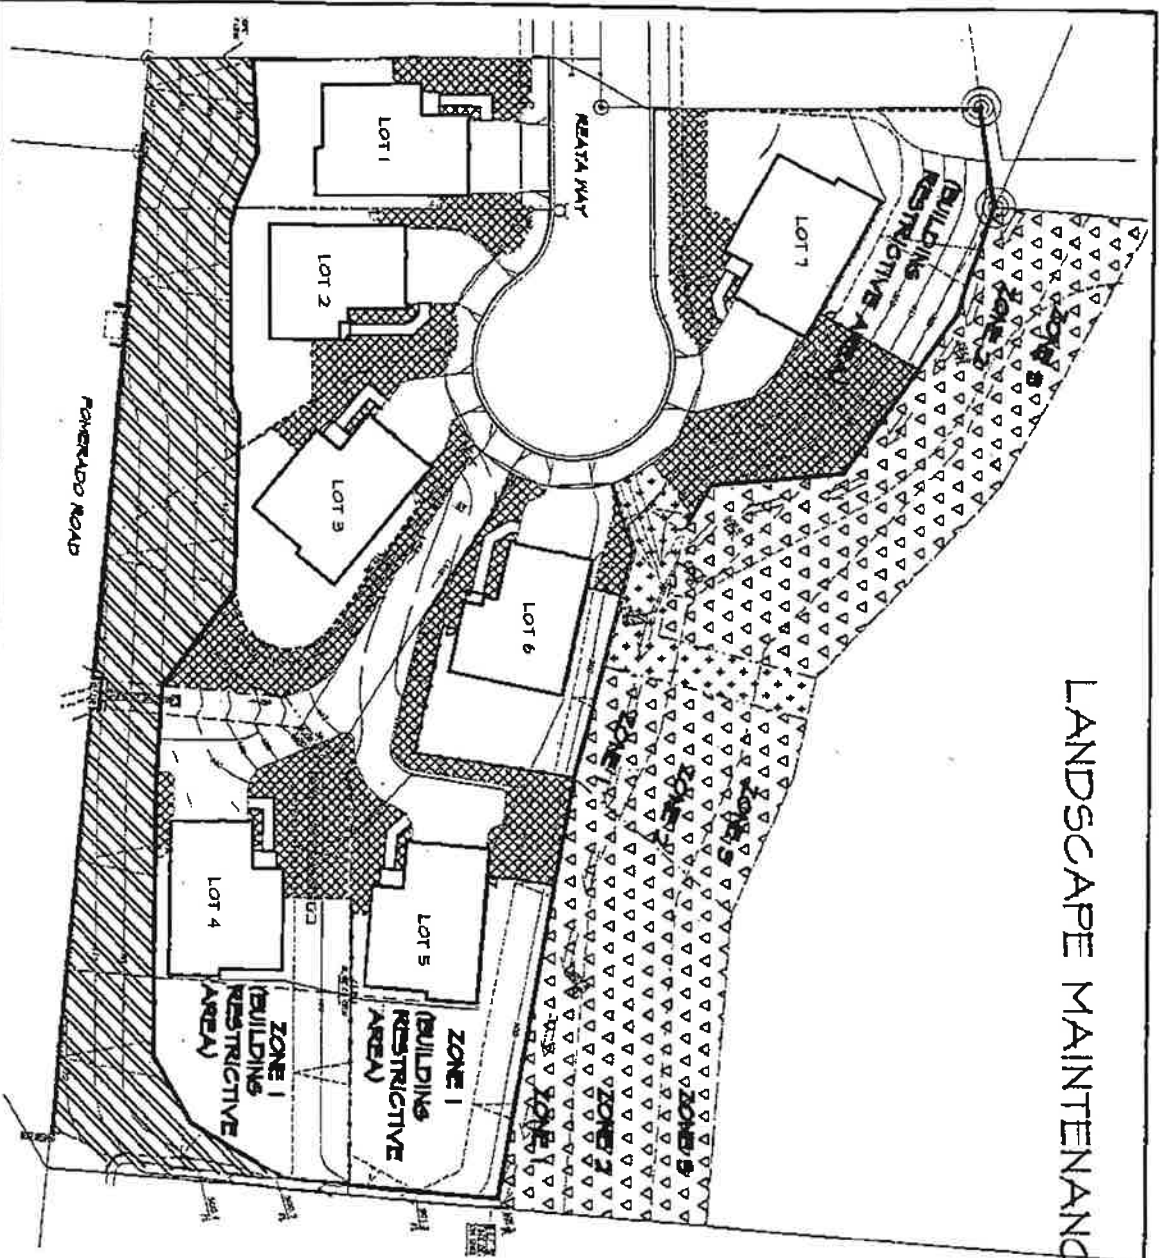 LANDSCAPE MAINTENANC
ZONE 3
ZONE 2
(BUILDING
RESTRICTIVE AREA)
LOT 7
REATA WAY
LOT 1
LOT 2
LOT 3
LOT 6
ZONE 1
ZONE 2
ZONE 3
POMERADO ROAD
LOT 4
LOT 5
ZONE 1
(BUILDING
RESTRICTIVE
AREA)
ZONE 1
(BUILDING
RESTRICTIVE
AREA)
ZONE 1
ZONE 2
ZONE 3